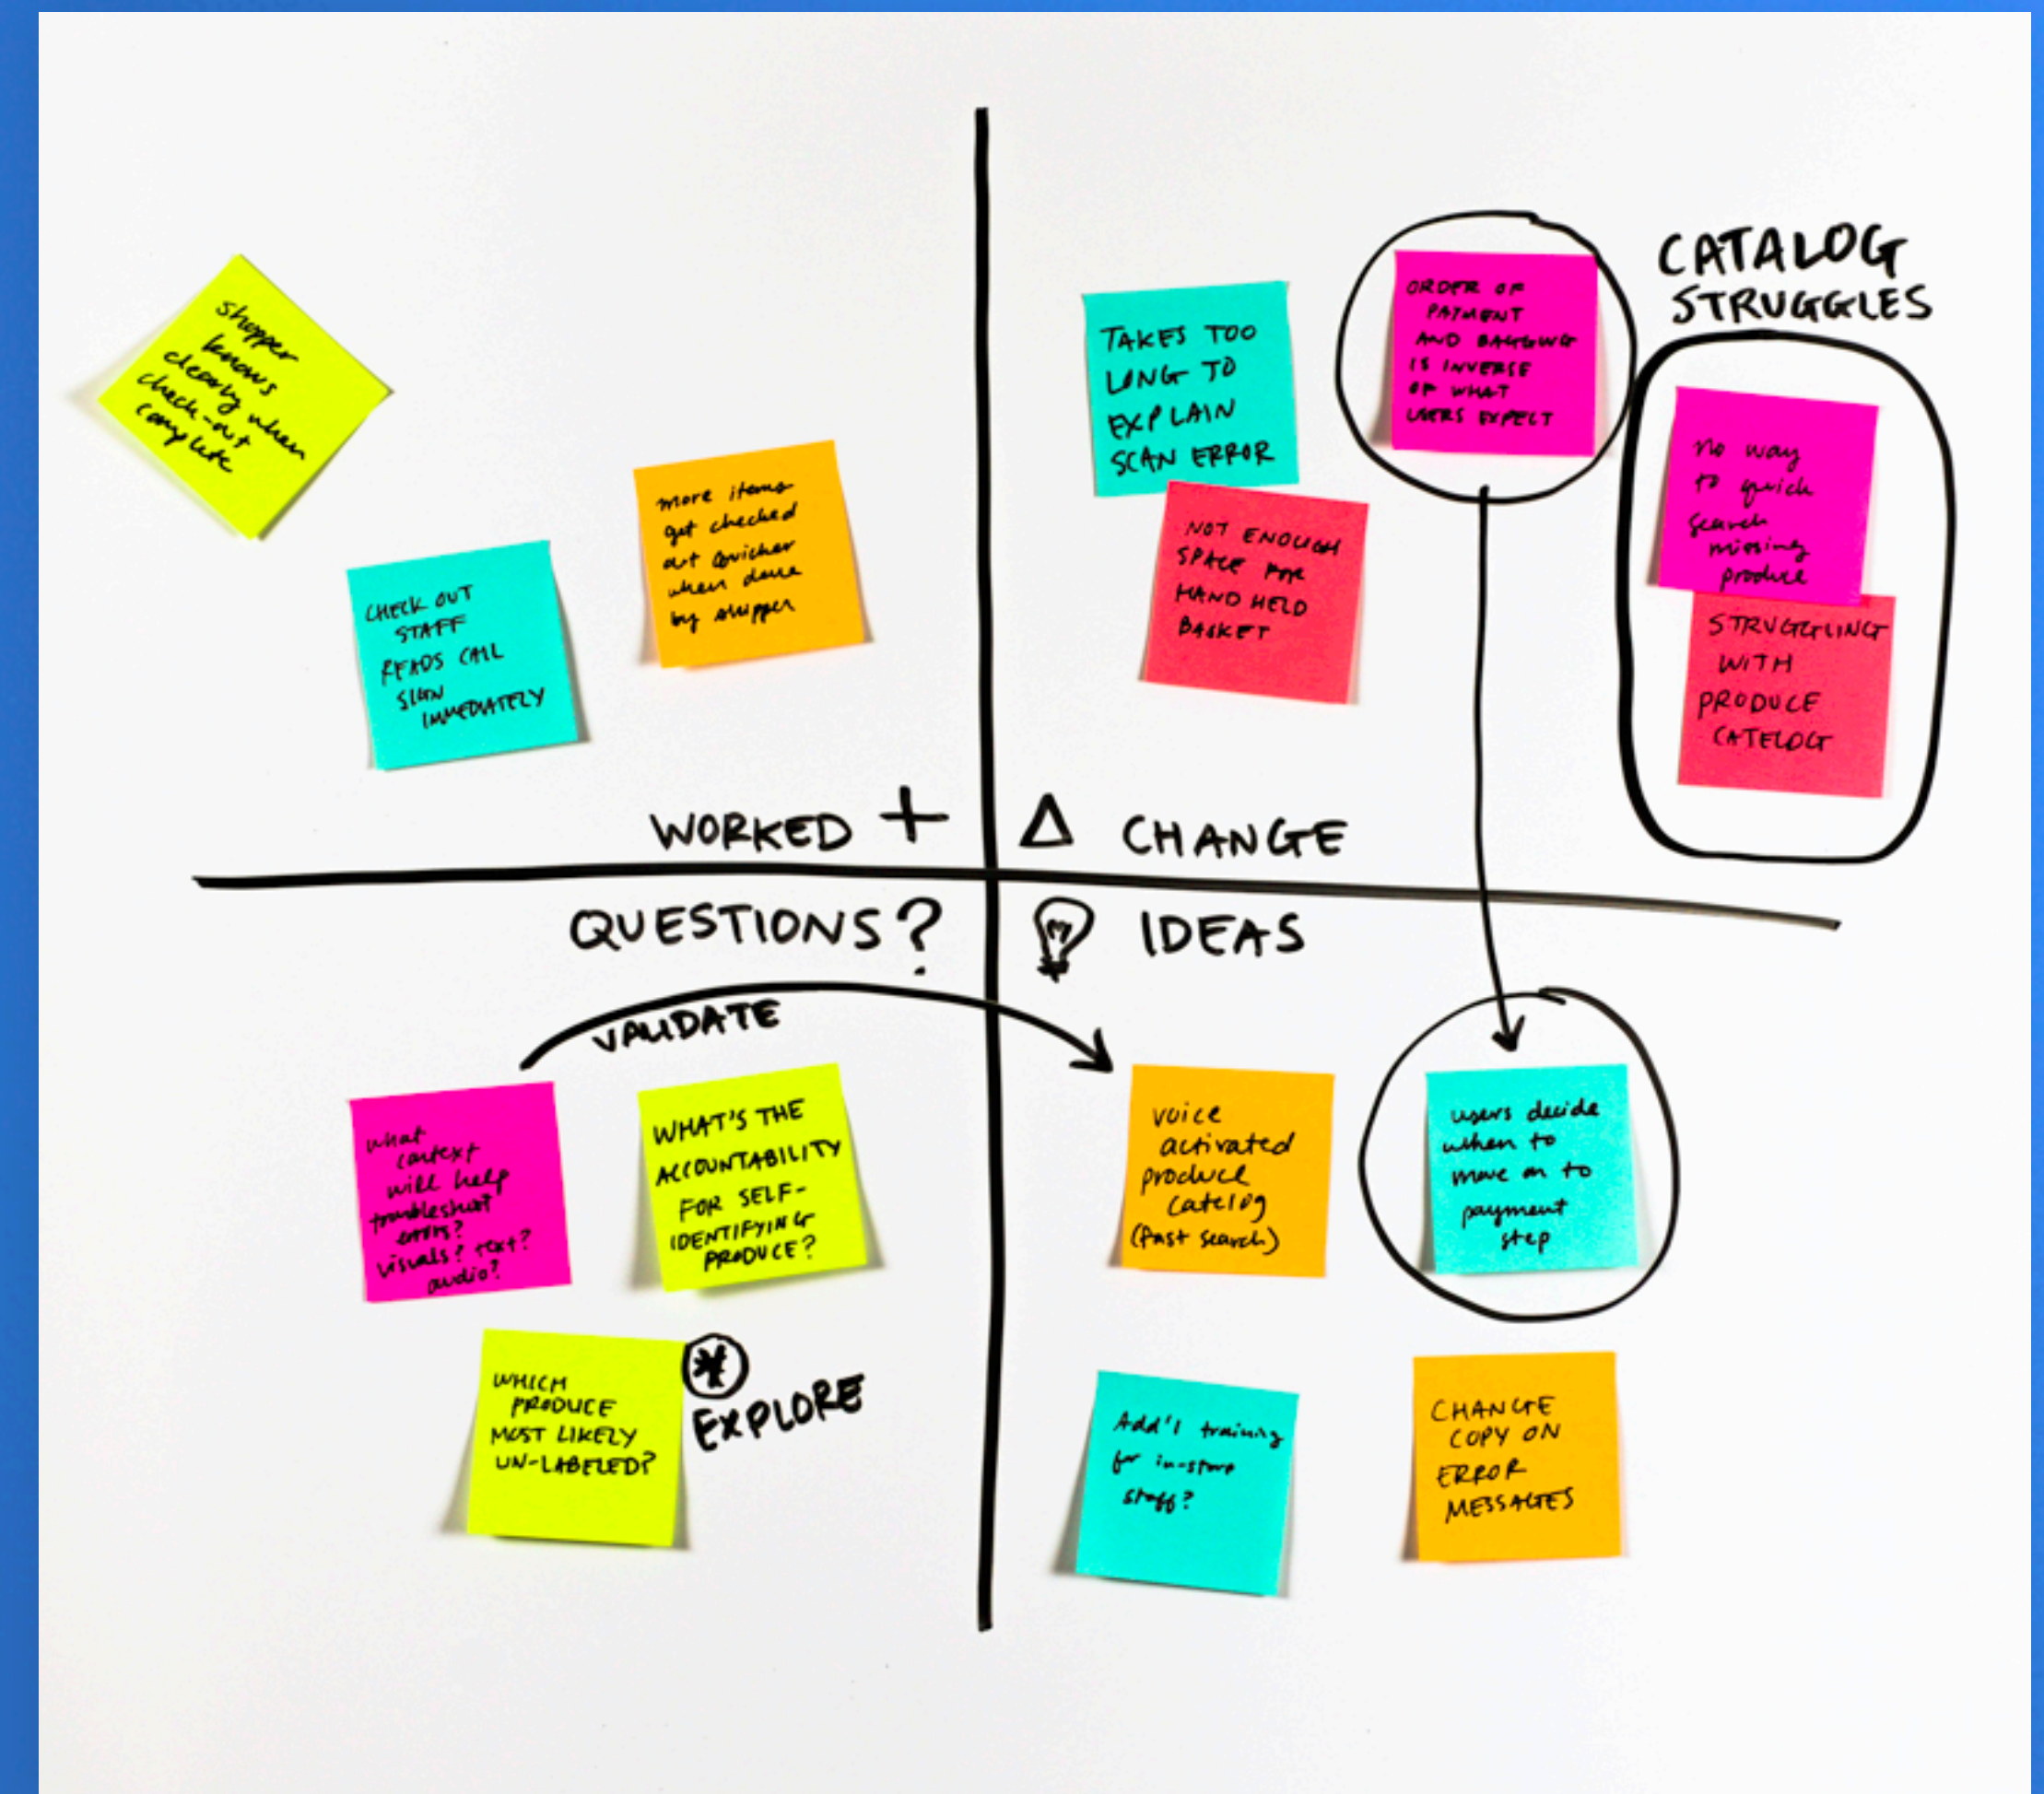 shopper
knows
clearly when
check-out
complete
CHECK OUT
STAFF
READS CALL
SIGN
IMMEDIATELY
more items
get checked
out quicker
when done
by shopper
WORKED +
TAKES TOO
LONG TO
EXPLAIN
SCAN ERROR
NOT ENOUGH
SPACE FOR
HAND HELD
BASKET
ORDER OF
PAYMENT
AND BAGGING
IS INVERSE
OF WHAT
USERS EXPECT
CATALOG
STRUGGLES
no way
to quick
search
missing
produce
STRUGGLING
WITH
PRODUCE
CATELOG
Δ CHANGE
QUESTIONS?
VALIDATE
what
context
will help
troubleshoot
errors?
visuals? text?
audio?
WHAT'S THE
ACCOUNTABILITY
FOR SELF-
IDENTIFYING
PRODUCE?
WHICH
PRODUCE
MOST LIKELY
UN-LABELED?
*
EXPLORE
IDEAS
voice
activated
produce
catelog
(fast search)
users decide
when to
move on to
payment
step
Add'l training
for in-store
staff?
CHANGE
COPY ON
ERROR
MESSAGES